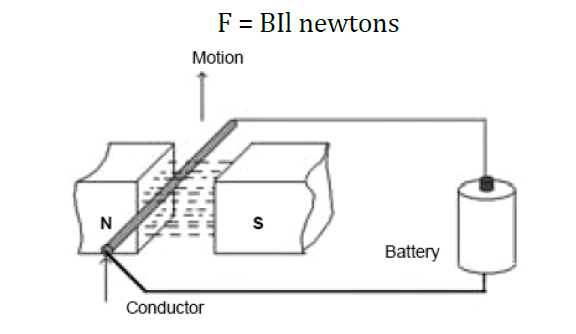 F = BIl newtons
Motion
N
S
Battery
Conductor